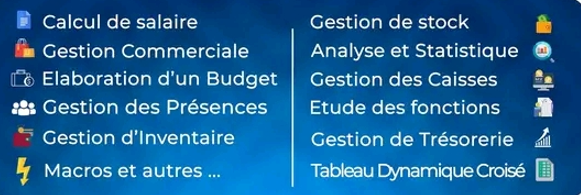 Calcul de salaire
Gestion Commerciale
Elaboration d'un Budget
Gestion des Présences
Gestion d'Inventaire
Macros et autres ...
Gestion de stock
Analyse et Statistique
Gestion des Caisses
Etude des fonctions
Gestion de Trésorerie
Tableau Dynamique Croisé